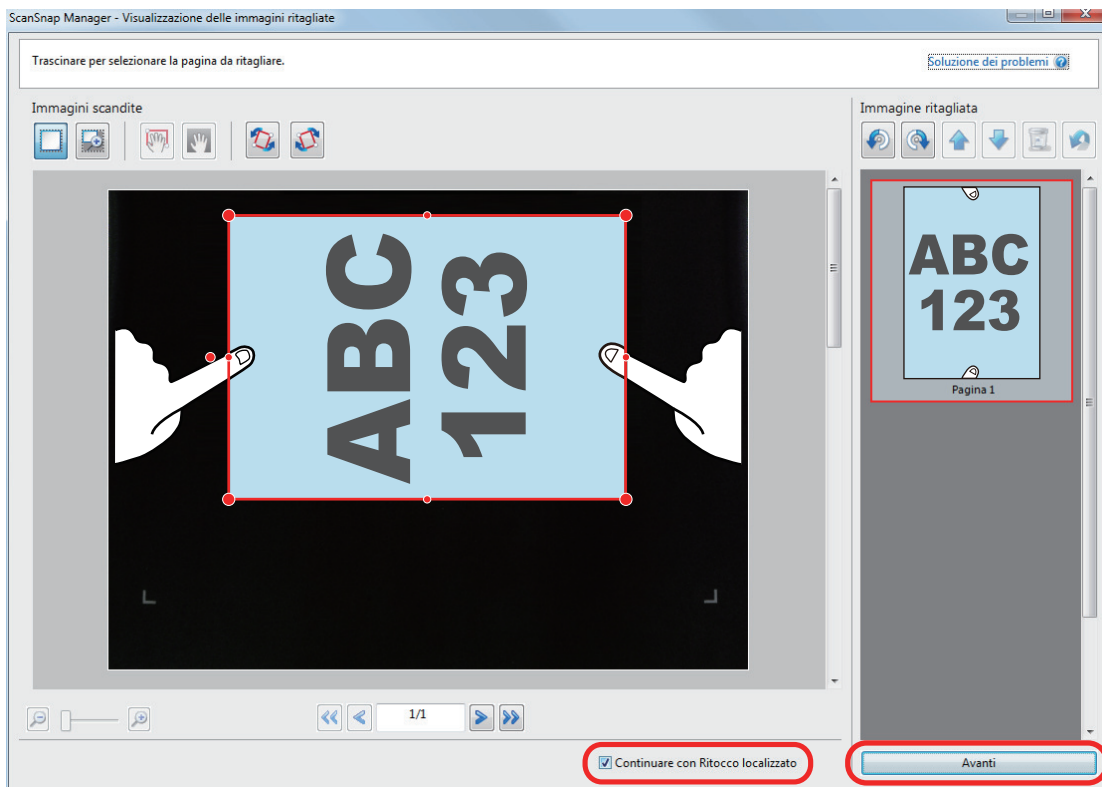 ScanSnap Manager - Visualizzazione delle immagini ritagliate
Trascinare per selezionare la pagina da ritagliare.
Soluzione dei problemi
Immagini scandite
Immagine ritagliata
ABC
123
ABC
123
Pagina 1
1/1
Continuare con Ritocco localizzato
Avanti